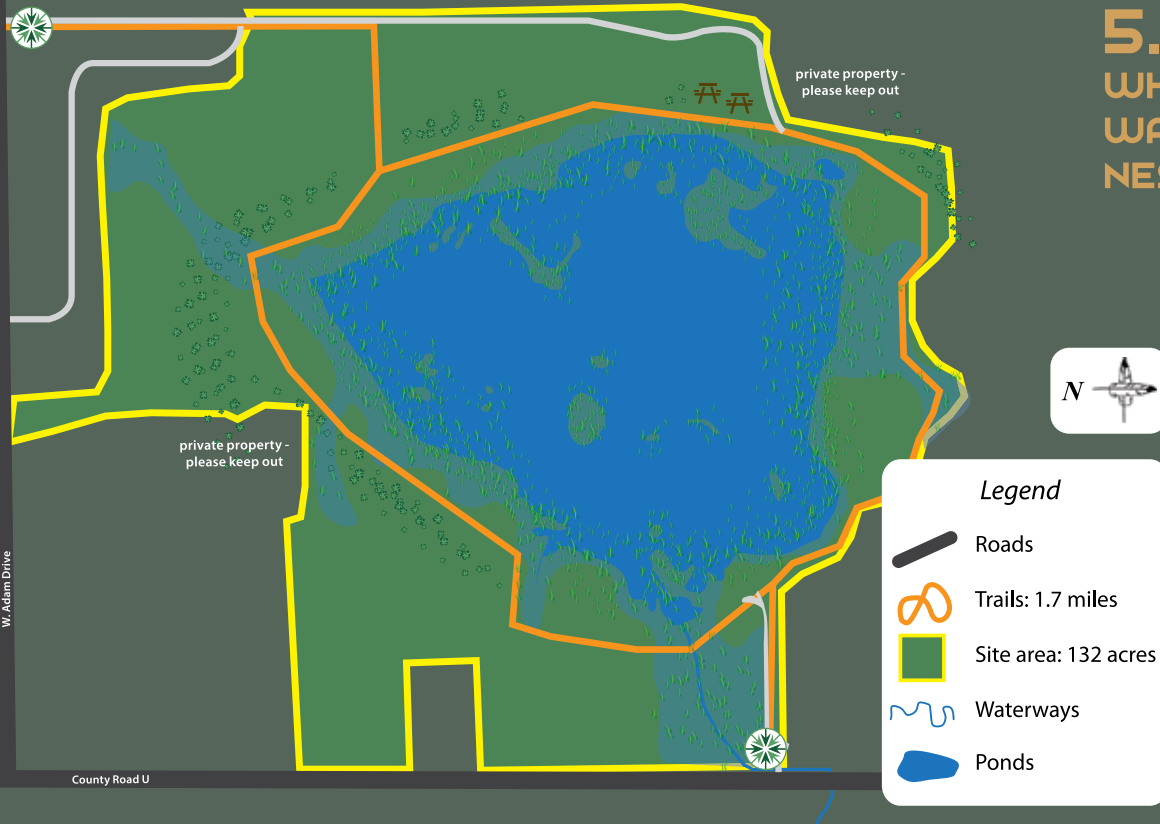 5.
private property -
please keep out
N
private property -
please keep out
Legend
Roads
Trails: 1.7 miles
Site area: 132 acres
Waterways
Ponds
W. Adam Drive
County Road U